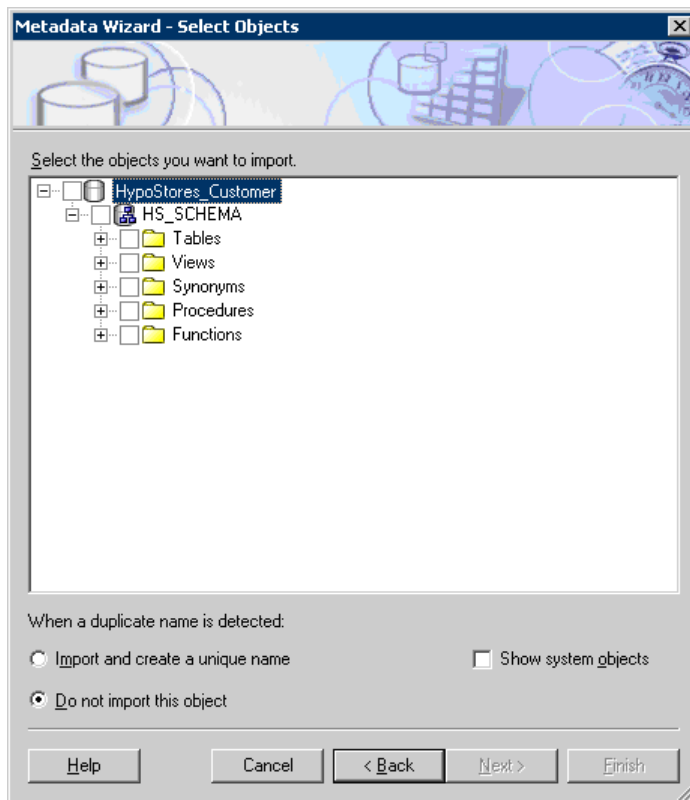 Metadata Wizard - Select Objects
Select the objects you want to import.
HypoStores_Customer
HS_SCHEMA
Tables
Views
Synonyms
Procedures
Functions
When a duplicate name is detected:
Import and create a unique name
Show system objects
Do not import this object
Help
Cancel
< Back
Next >
Finish